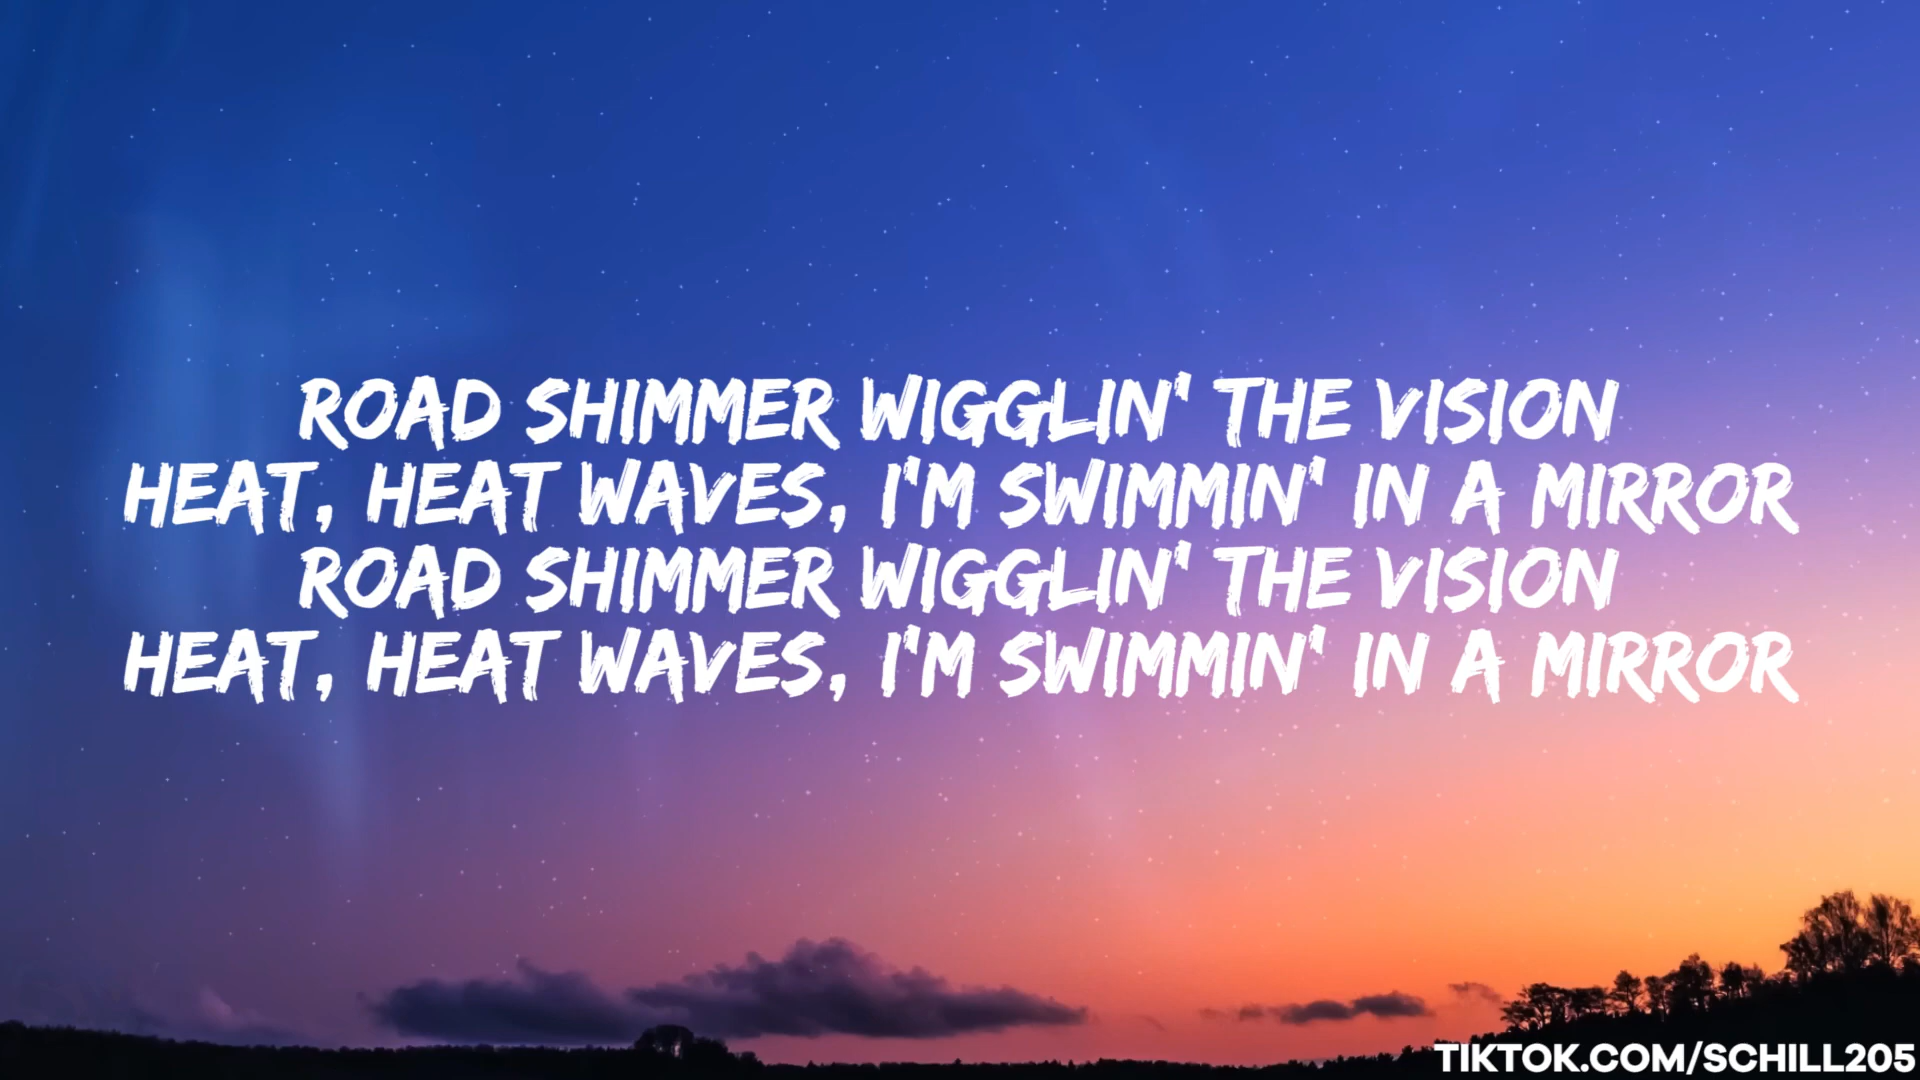 ROAD SHIMMER WIGGLIN' THE VISION
HEAT, HEAT WAVES, I'M SWIMMIN' IN A MIRROR
ROAD SHIMMER WIGGLIN' THE VISION
HEAT, HEAT WAVES, I'M SWIMMIN' IN A MIRROR
TIKTOK.COM/SCHILL205